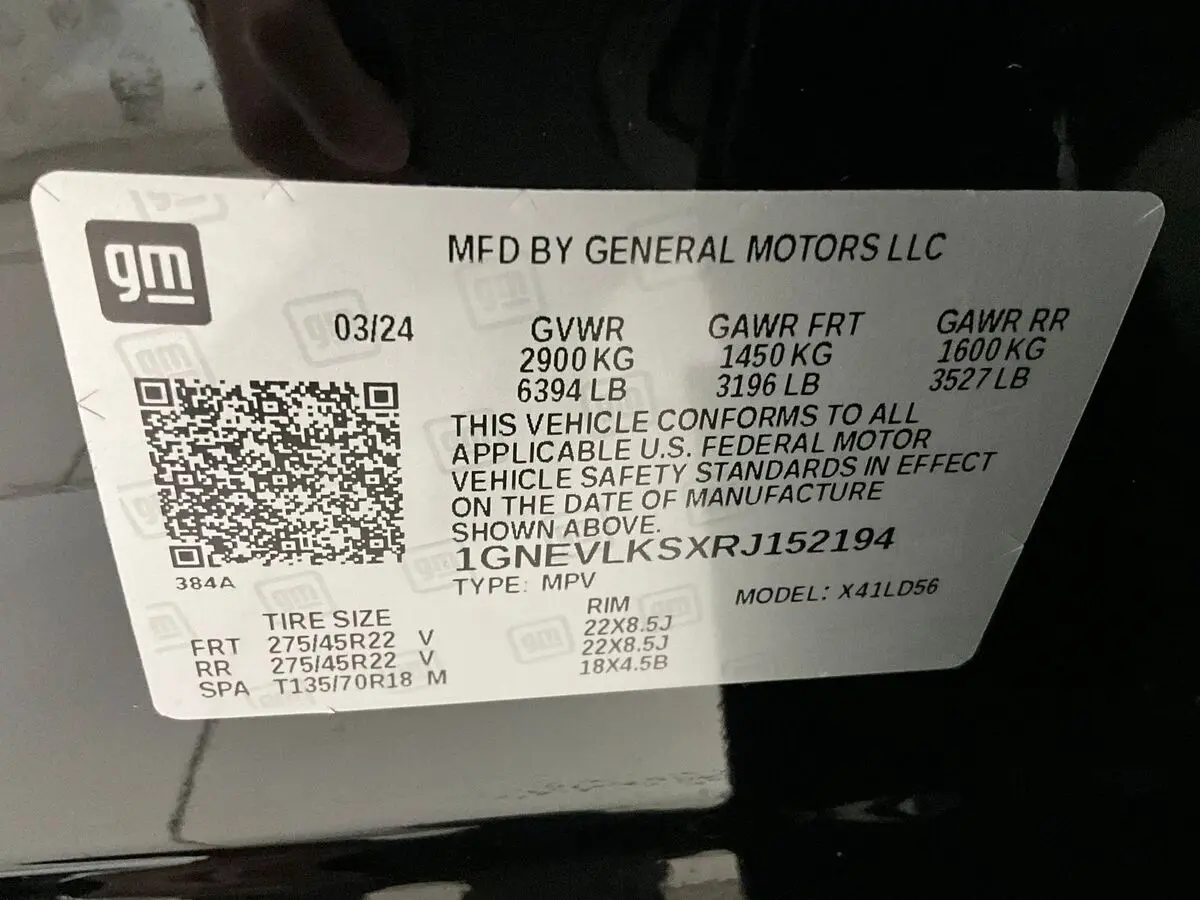 gm
MFD BY GENERAL MOTORS LLC
03/24 GVWR GAWR FRT GAWR RR
2900 KG 1450 KG 1600 KG
6394 LB 3196 LB 3527 LB
THIS VEHICLE CONFORMS TO ALL
APPLICABLE U.S. FEDERAL MOTOR
VEHICLE SAFETY STANDARDS IN EFFECT
ON THE DATE OF MANUFACTURE
SHOWN ABOVE.
1GNEVLKSXRJ152194
384A
TYPE: MPV MODEL: X41LD56
TIRE SIZE RIM
FRT 275/45R22 V 22X8.5J
RR 275/45R22 V 22X8.5J
SPA T135/70R18 M 18X4.5B